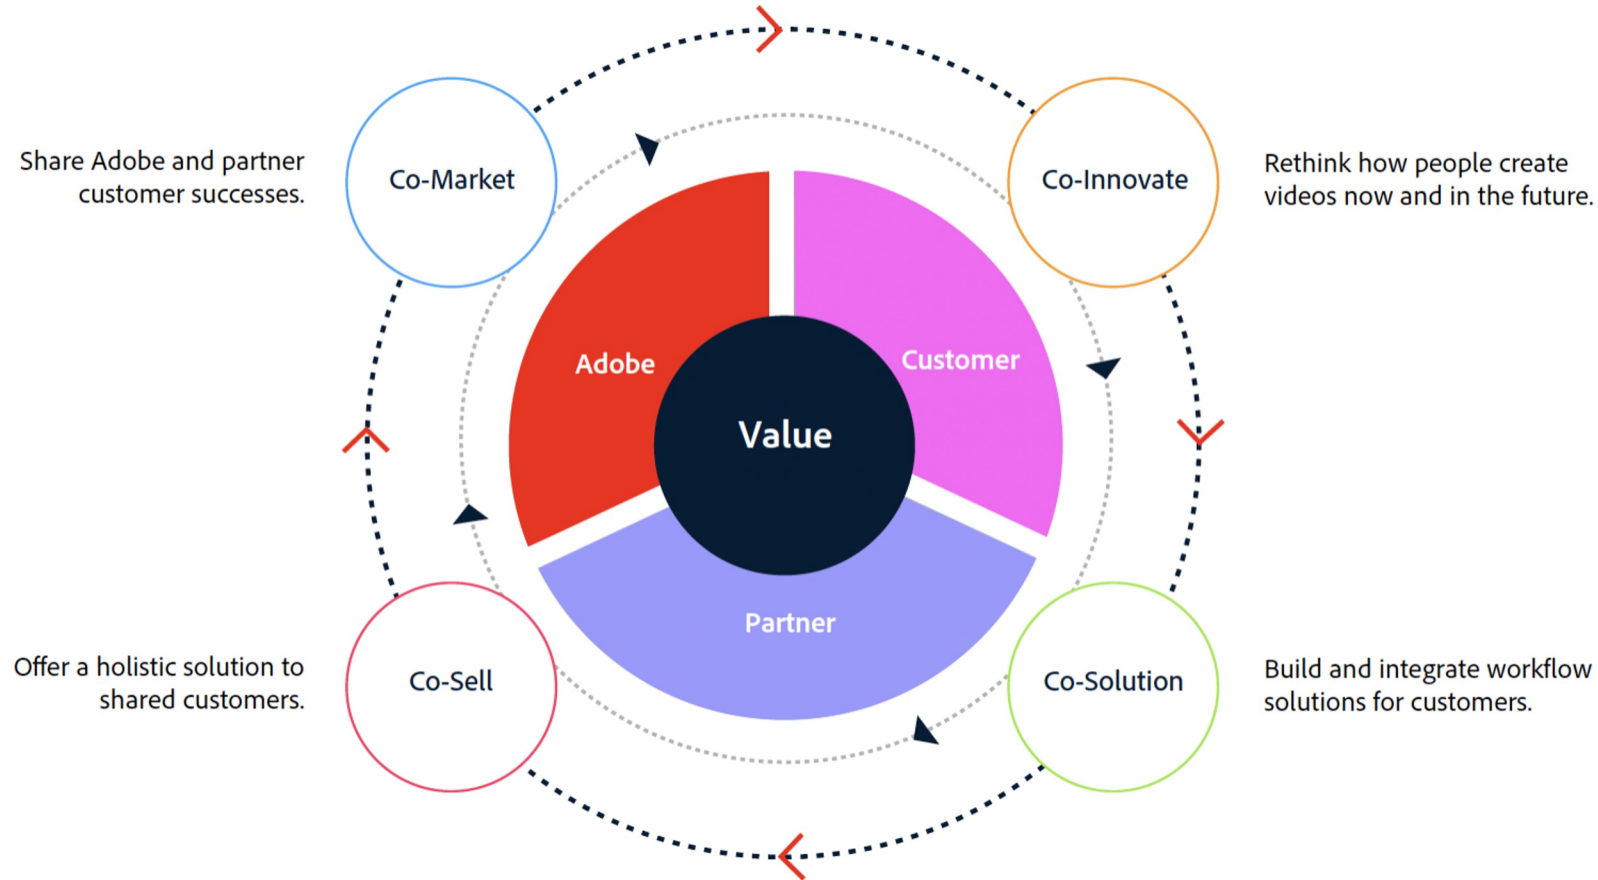 Share Adobe and partner
customer successes.
Co-Market
Co-Innovate
Rethink how people create
videos now and in the future.
Adobe
Customer
Value
Partner
Offer a holistic solution to
shared customers.
Co-Sell
Co-Solution
Build and integrate workflow
solutions for customers.